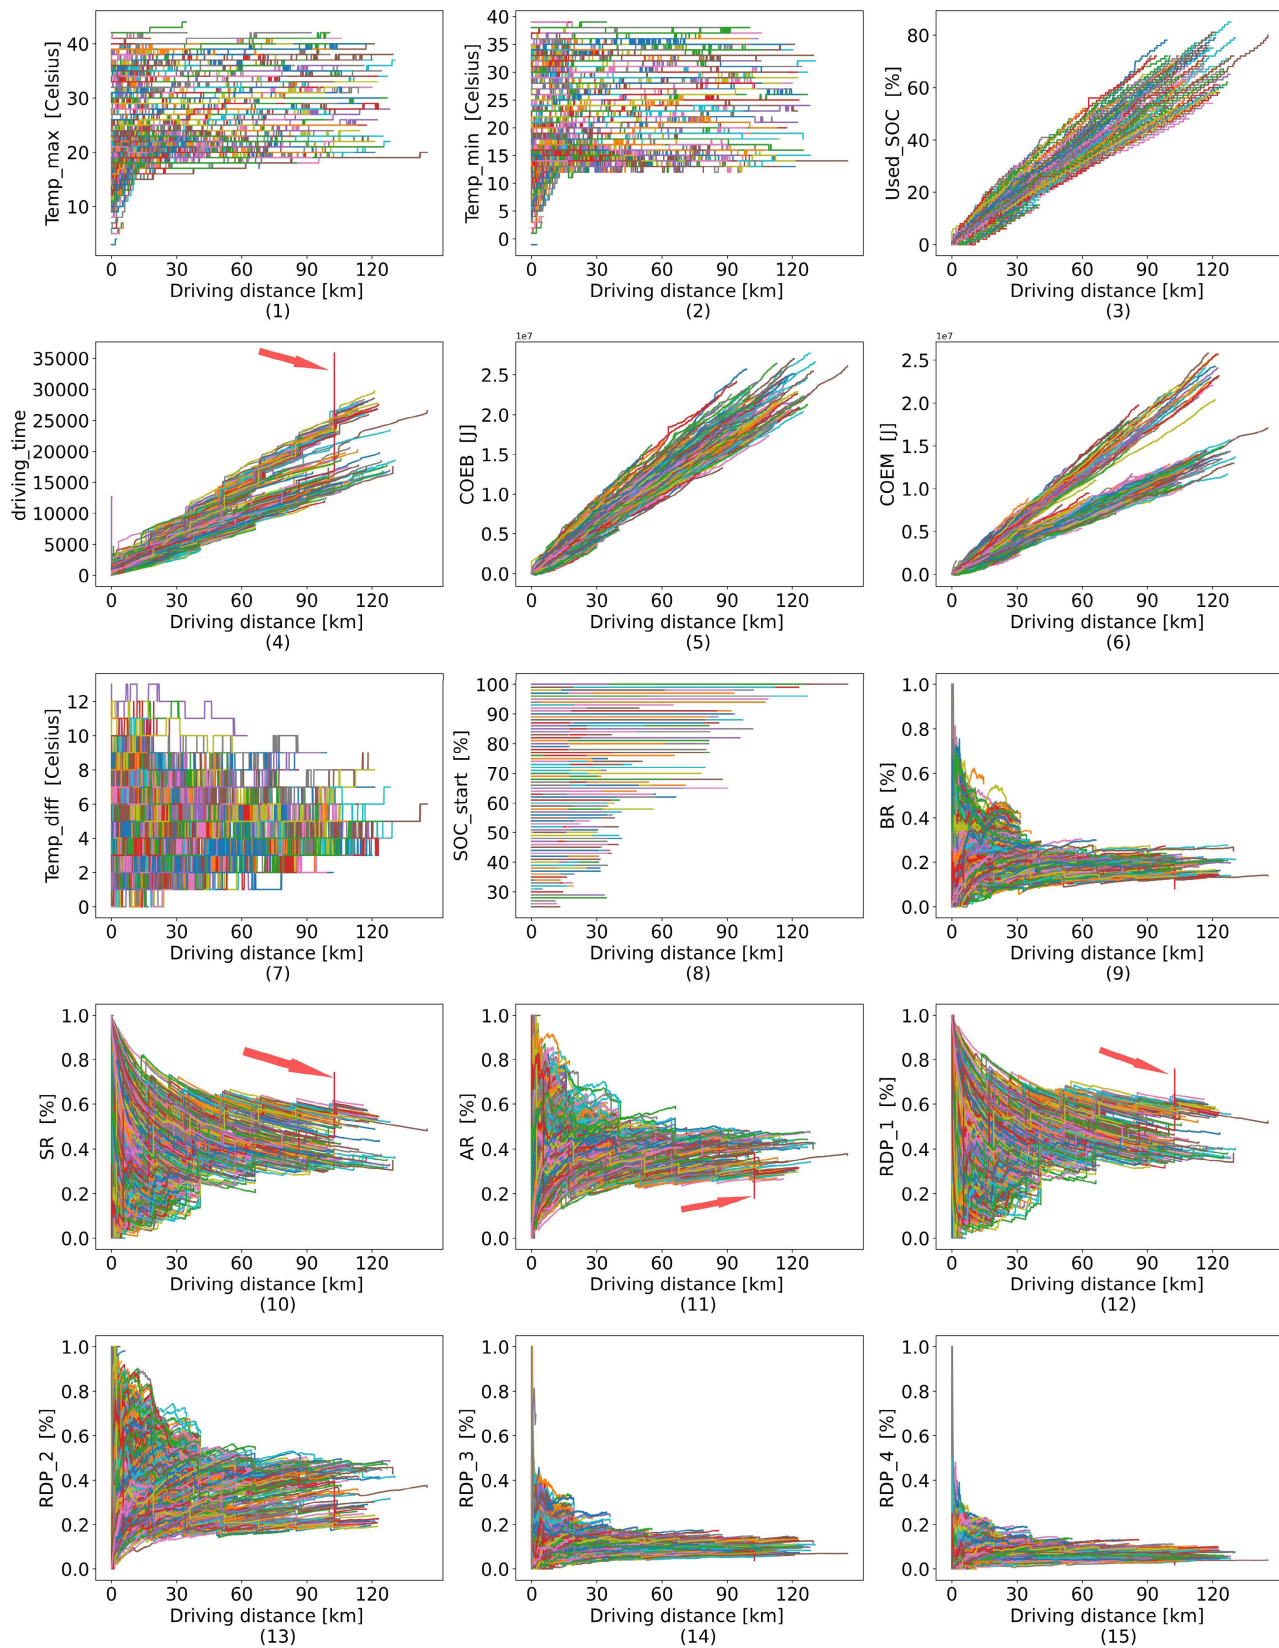 Temp_max [Celsius]
40
30
20
10
0 30 60 90 120
Driving distance [km]
(1)
Temp_min [Celsius]
40
35
30
25
20
15
10
5
0
0 30 60 90 120
Driving distance [km]
(2)
Used_SOC [%]
80
60
40
20
0
0 30 60 90 120
Driving distance [km]
(3)
driving_time
35000
30000
25000
20000
15000
10000
5000
0
0 30 60 90 120
Driving distance [km]
(4)
1e7
COEB [J]
2.5
2.0
1.5
1.0
0.5
0.0
0 30 60 90 120
Driving distance [km]
(5)
1e7
COEM [J]
2.5
2.0
1.5
1.0
0.5
0.0
0 30 60 90 120
Driving distance [km]
(6)
Temp_diff [Celsius]
12
10
8
6
4
2
0
0 30 60 90 120
Driving distance [km]
(7)
SOC_start [%]
100
90
80
70
60
50
40
30
0 30 60 90 120
Driving distance [km]
(8)
BR [%]
1.0
0.8
0.6
0.4
0.2
0.0
0 30 60 90 120
Driving distance [km]
(9)
SR [%]
1.0
0.8
0.6
0.4
0.2
0.0
0 30 60 90 120
Driving distance [km]
(10)
AR [%]
1.0
0.8
0.6
0.4
0.2
0.0
0 30 60 90 120
Driving distance [km]
(11)
RDP_1 [%]
1.0
0.8
0.6
0.4
0.2
0.0
0 30 60 90 120
Driving distance [km]
(12)
RDP_2 [%]
1.0
0.8
0.6
0.4
0.2
0.0
0 30 60 90 120
Driving distance [km]
(13)
RDP_3 [%]
1.0
0.8
0.6
0.4
0.2
0.0
0 30 60 90 120
Driving distance [km]
(14)
RDP_4 [%]
1.0
0.8
0.6
0.4
0.2
0.0
0 30 60 90 120
Driving distance [km]
(15)